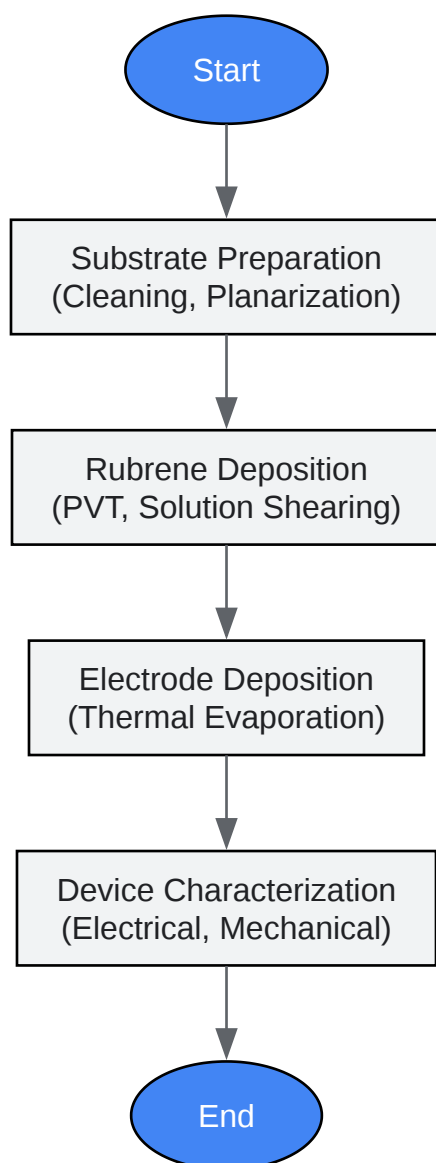 Start
Substrate Preparation
(Cleaning, Planarization)
Rubrene Deposition
(PVT, Solution Shearing)
Electrode Deposition
(Thermal Evaporation)
Device Characterization
(Electrical, Mechanical)
End